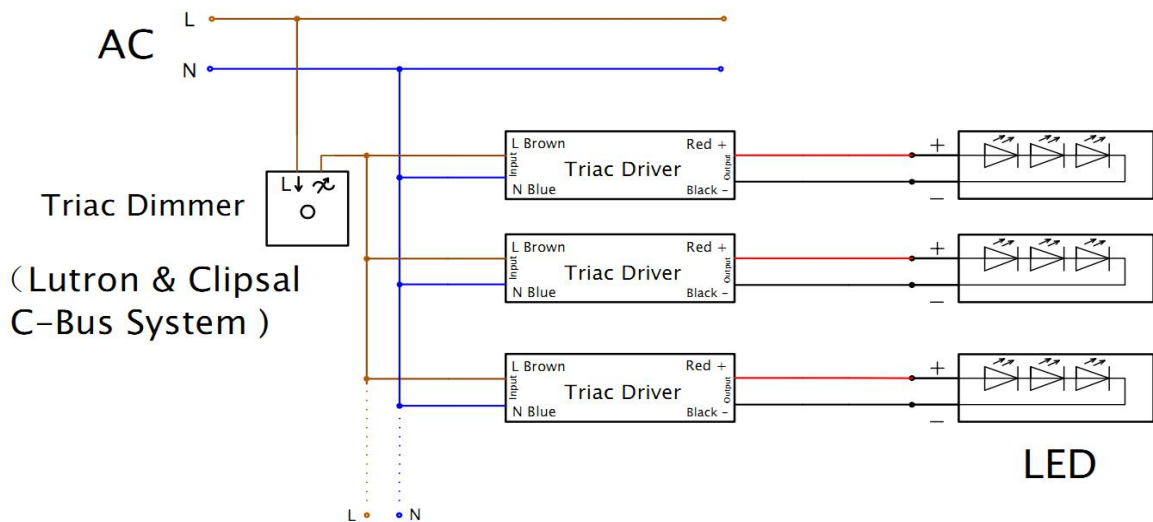 L
AC
N
L Brown
Red +
Input
Triac Driver
Output
N Blue
Black -
+
−
L
Triac Dimmer
（Lutron & Clipsal
C-Bus System )
L Brown
Red +
Input
Triac Driver
Output
N Blue
Black -
+
−
L Brown
Red +
Input
Triac Driver
Output
N Blue
Black -
+
−
LED
L
N